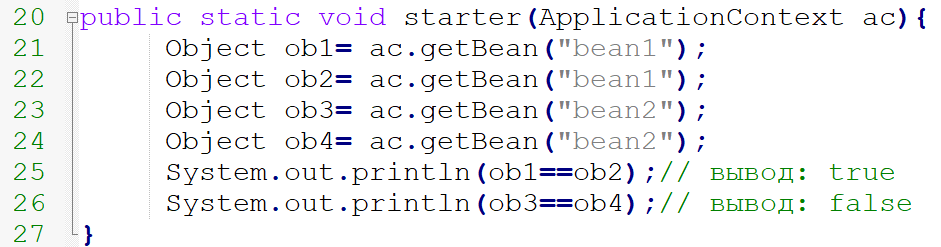 20 public static void starter(ApplicationContext ac){
21 Object ob1= ac.getBean("bean1");
22 Object ob2= ac.getBean("bean1");
23 Object ob3= ac.getBean("bean2");
24 Object ob4= ac.getBean("bean2");
25 System.out.println(ob1==ob2);// вывод: true
26 System.out.println(ob3==ob4);// вывод: false
27 }